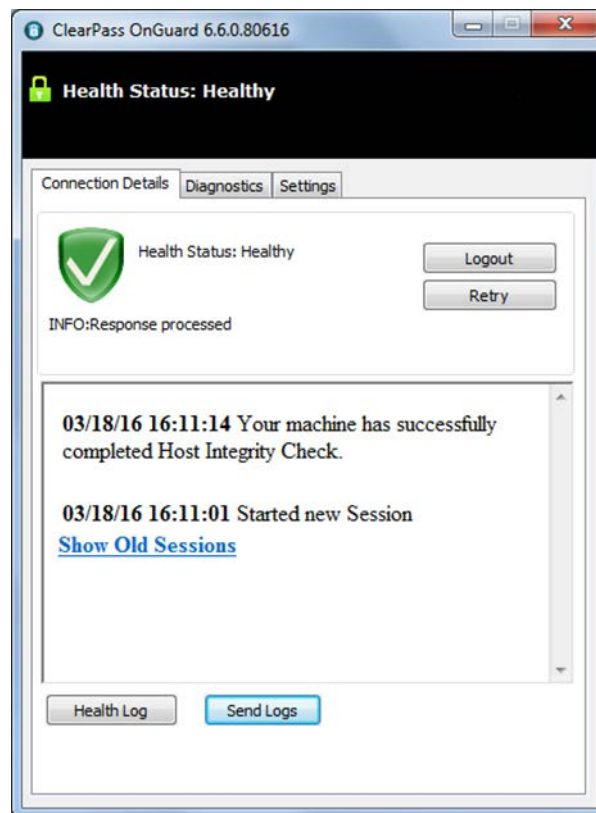 ClearPass OnGuard 6.6.0.80616
Health Status: Healthy
Connection Details Diagnostics Settings
Health Status: Healthy
Logout
Retry
INFO:Response processed
03/18/16 16:11:14 Your machine has successfully
completed Host Integrity Check.
03/18/16 16:11:01 Started new Session
Show Old Sessions
Health Log Send Logs